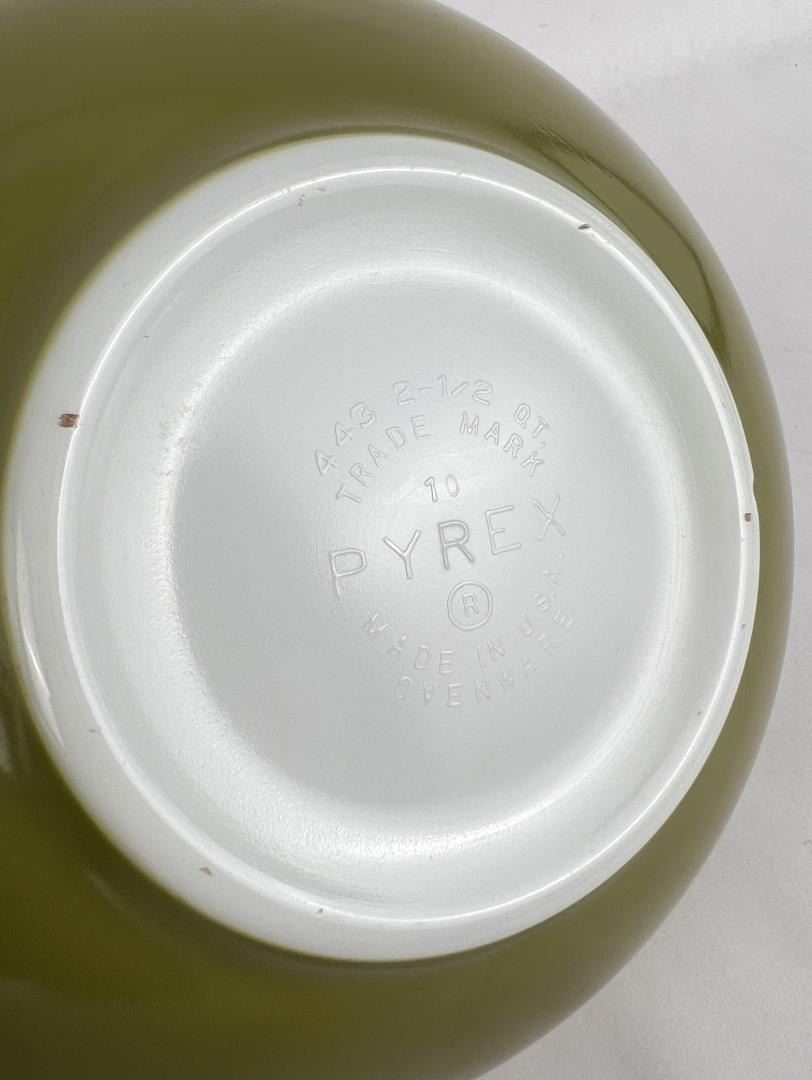 443 2-1/2 QT.
TRADE MARK
10
PYREX
®
MADE IN U.S.A.
OVENWARE